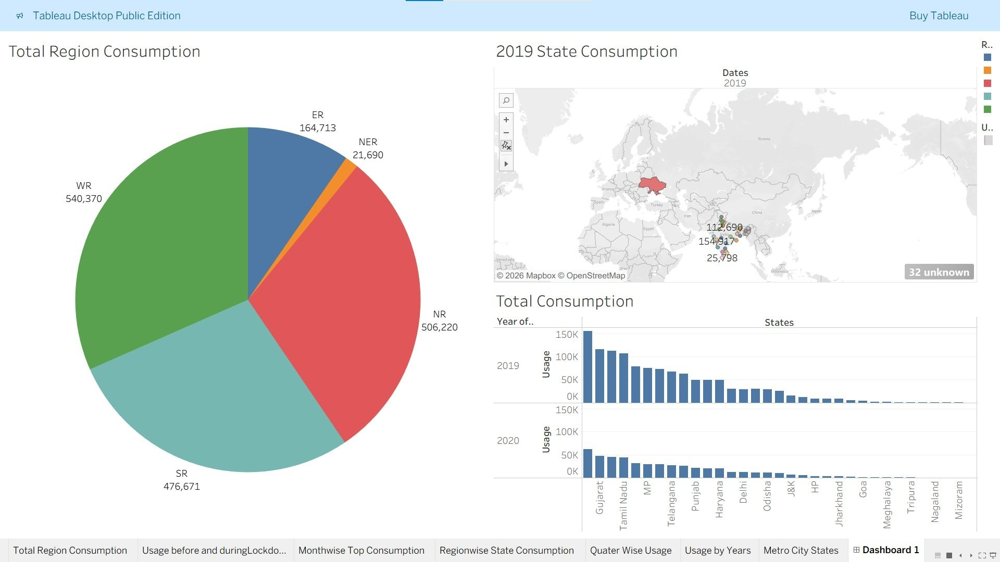 Tableau Desktop Public Edition
Buy Tableau
Total Region Consumption
ER
164,713
NER
21,690
WR
540,370
NR
506,220
SR
476,671
2019 State Consumption
Dates
2019
Russia
France
Spain
Turkey
Iran
China
Japan
Algeria
Egypt
India
Venezuela
Indonesia
112,690
154,917
25,798
© 2026 Mapbox © OpenStreetMap
32 unknown
R..
U..
Total Consumption
Year of..
States
2019
Usage
150K
100K
50K
0K
2020
Usage
150K
100K
50K
0K
Gujarat
Tamil Nadu
MP
Telangana
Punjab
Haryana
Delhi
Odisha
J&K
HP
Jharkhand
Goa
Meghalaya
Tripura
Nagaland
Mizoram
Total Region Consumption
Usage before and duringLockdo...
Monthwise Top Consumption
Regionwise State Consumption
Quater Wise Usage
Usage by Years
Metro City States
Dashboard 1